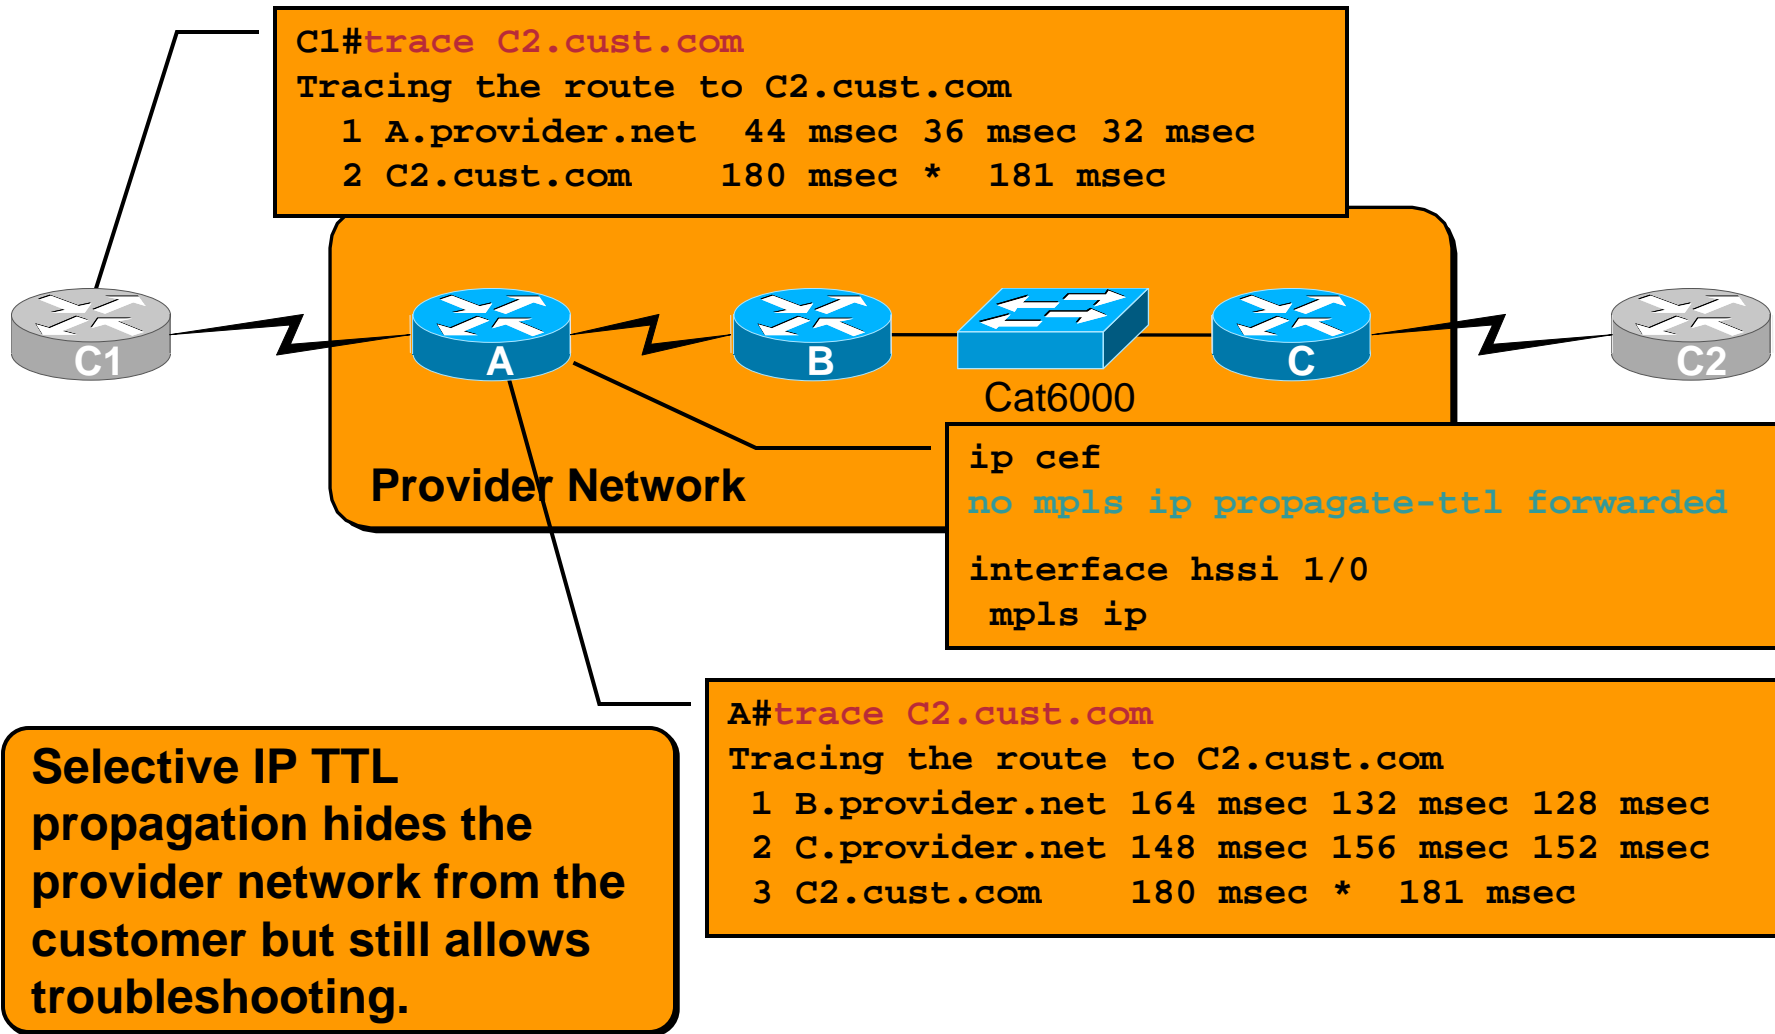 C1#trace C2.cust.com
Tracing the route to C2.cust.com
1 A.provider.net 44 msec 36 msec 32 msec
2 C2.cust.com 180 msec * 181 msec
C1
A
B
Cat6000
C
C2
Provider Network
ip cef
no mpls ip propagate-ttl forwarded
interface hssi 1/0
mpls ip
A#trace C2.cust.com
Tracing the route to C2.cust.com
1 B.provider.net 164 msec 132 msec 128 msec
2 C.provider.net 148 msec 156 msec 152 msec
3 C2.cust.com 180 msec * 181 msec
Selective IP TTL
propagation hides the
provider network from the
customer but still allows
troubleshooting.